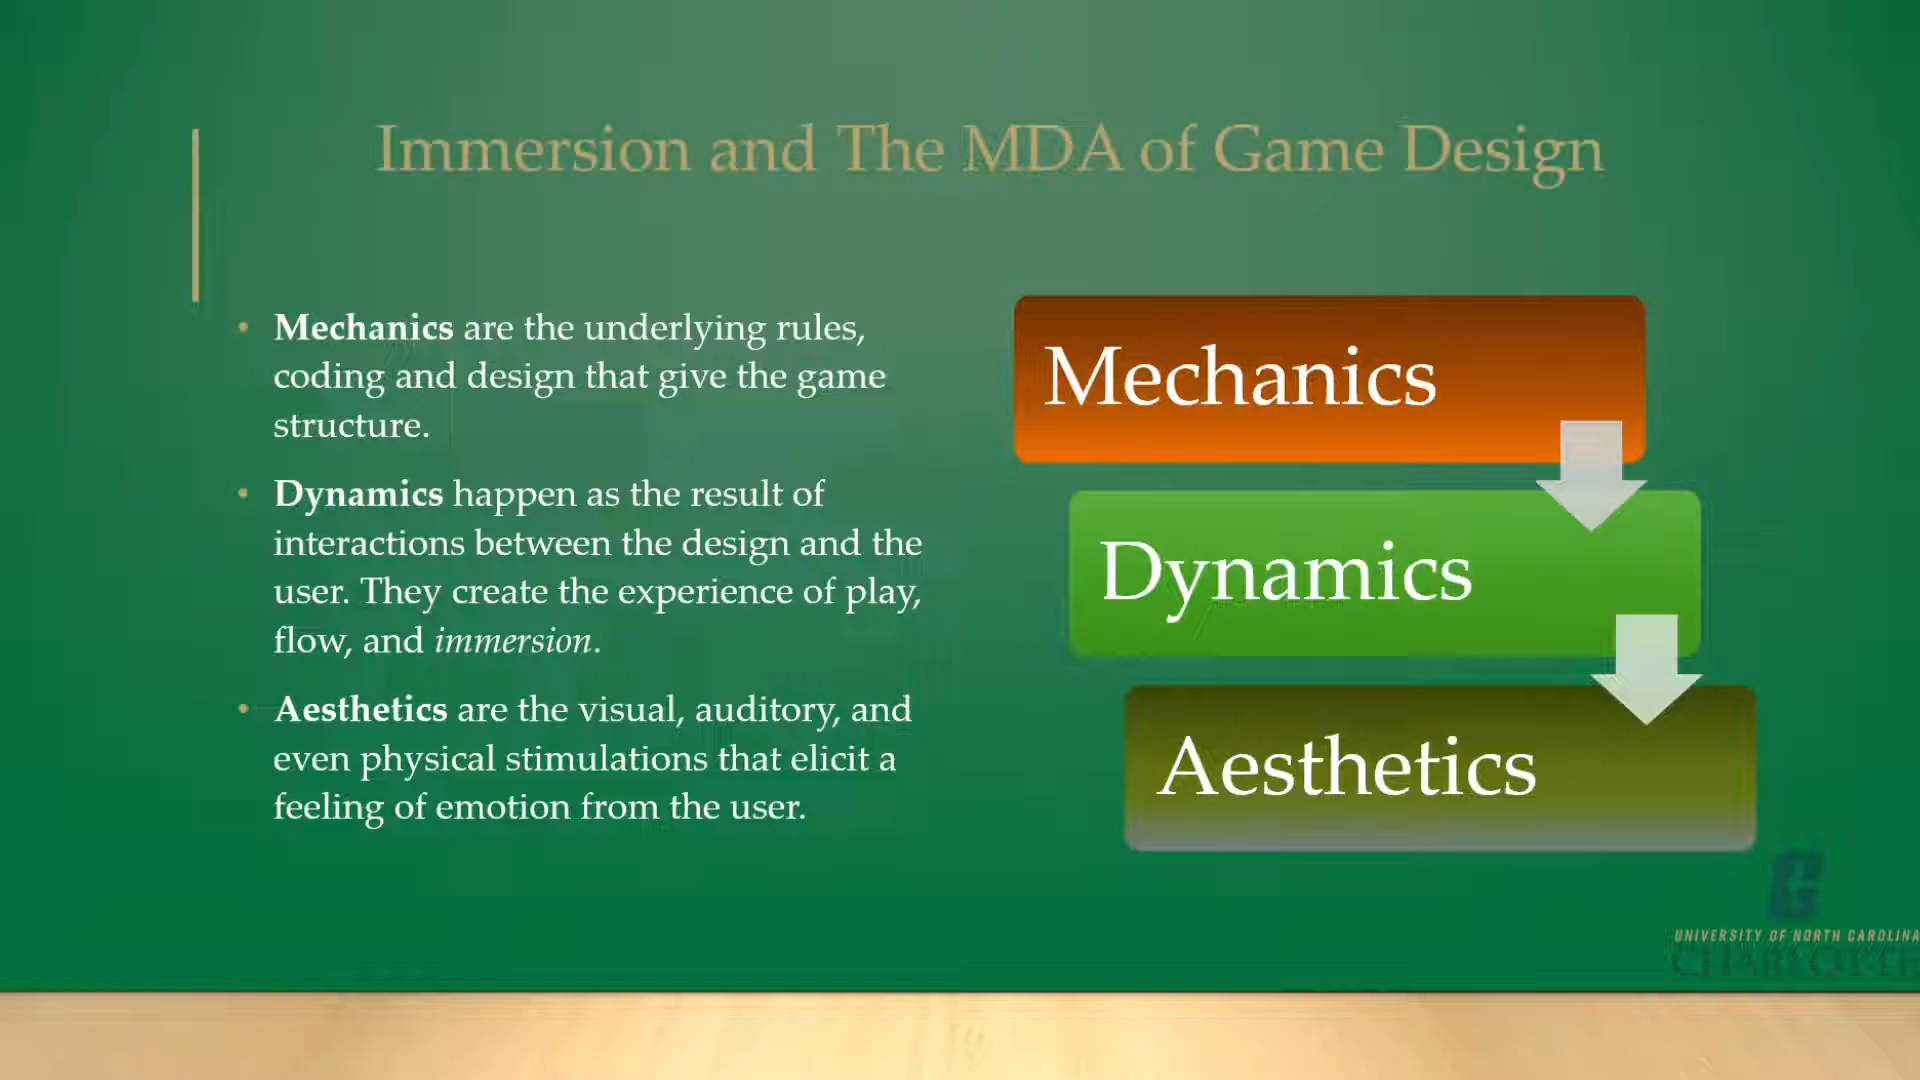 Immersion and The MDA of Game Design
• Mechanics are the underlying rules,
coding and design that give the game
structure.
• Dynamics happen as the result of
interactions between the design and the
user. They create the experience of play,
flow, and immersion.
• Aesthetics are the visual, auditory, and
even physical stimulations that elicit a
feeling of emotion from the user.
Mechanics
Dynamics
Aesthetics
UNIVERSITY OF NORTH CAROLINA
CHARLOTTE